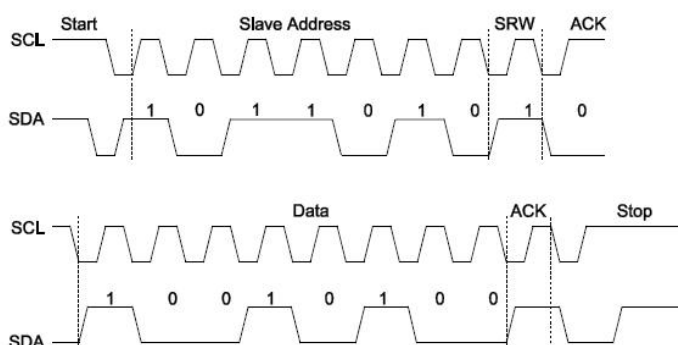 Start Slave Address SRW ACK
SCL
SDA 1 0 1 1 0 1 0 1 0
Data ACK Stop
SCL
1 0 0 1 0 1 0 0
SDA